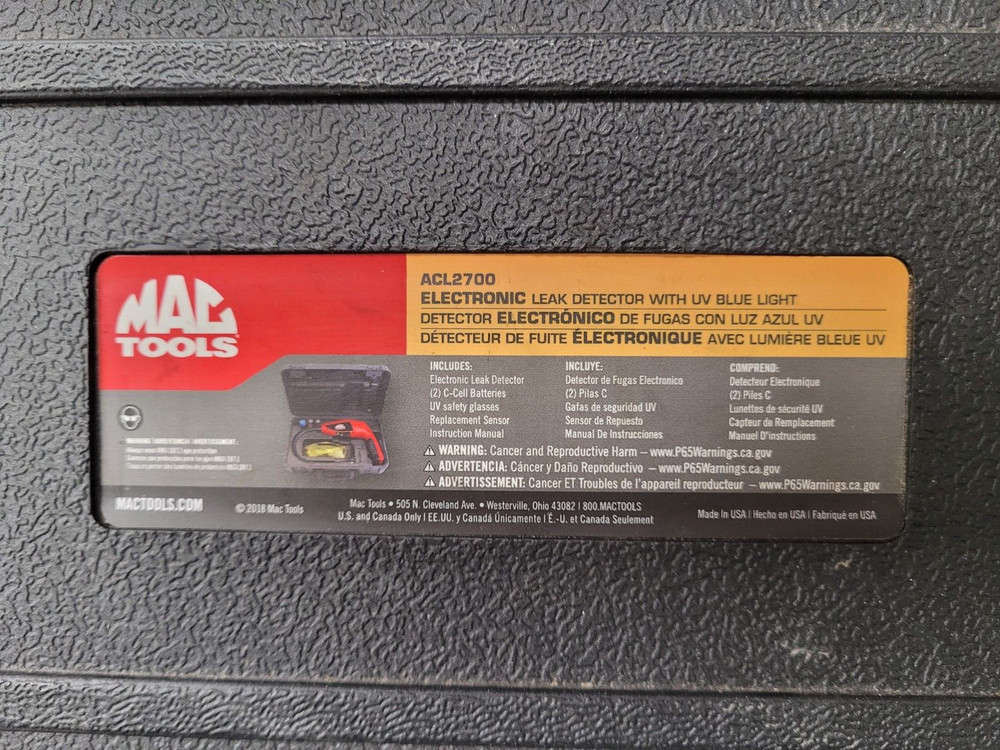 MAC
TOOLS
ACL2700
ELECTRONIC LEAK DETECTOR WITH UV BLUE LIGHT
DETECTOR ELECTRÓNICO DE FUGAS CON LUZ AZUL UV
DÉTECTEUR DE FUITE ÉLECTRONIQUE AVEC LUMIÈRE BLEUE UV
INCLUDES:
Electronic Leak Detector
(2) C-Cell Batteries
UV safety glasses
Replacement Sensor
Instruction Manual
INCLUYE:
Detector de Fugas Electronico
(2) Pilas C
Gafas de seguridad UV
Sensor de Repuesto
Manual De Instrucciones
COMPREND:
Detecteur Electronique
(2) Piles C
Lunettes de sécurité UV
Capteur de Remplacement
Manuel D'instructions
WARNING: Cancer and Reproductive Harm – www.P65Warnings.ca.gov
ADVERTENCIA: Cáncer y Daño Reproductivo – www.P65Warnings.ca.gov
ADVERTISSEMENT: Cancer ET Troubles de l'appareil reproducteur – www.P65Warnings.ca.gov
WARNING ADVERTENCIA AVERTISSEMENT:
MACTOOLS.COM
© 2018 Mac Tools
Mac Tools • 505 N. Cleveland Ave. • Westerville, Ohio 43082 | 800.MACTOOLS
U.S. and Canada Only | EE.UU. y Canadá Únicamente | É.-U. et Canada Seulement
Made In USA | Hecho en USA | Fabriqué en USA